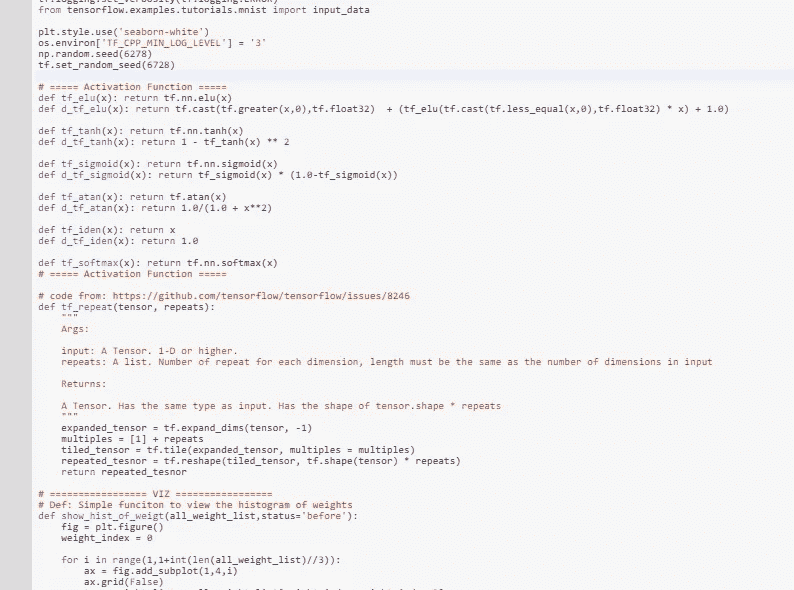 from tensorflow.examples.tutorials.mnist import input_data
plt.style.use('seaborn-white')
os.environ['TF_CPP_MIN_LOG_LEVEL'] = '3'
np.random.seed(6278)
tf.set_random_seed(6728)
# ===== Activation Function =====
def tf_elu(x): return tf.nn.elu(x)
def d_tf_elu(x): return tf.cast(tf.greater(x,0),tf.float32)  + (tf_elu(tf.cast(tf.less_equal(x,0),tf.float32) * x) + 1.0)
def tf_tanh(x): return tf.nn.tanh(x)
def d_tf_tanh(x): return 1 - tf_tanh(x) ** 2
def tf_sigmoid(x): return tf.nn.sigmoid(x)
def d_tf_sigmoid(x): return tf_sigmoid(x) * (1.0-tf_sigmoid(x))
def tf_atan(x): return tf.atan(x)
def d_tf_atan(x): return 1.0/(1.0 + x**2)
def tf_iden(x): return x
def d_tf_iden(x): return 1.0
def tf_softmax(x): return tf.nn.softmax(x)
# ===== Activation Function =====
# code from: https://github.com/tensorflow/tensorflow/issues/8246
def tf_repeat(tensor, repeats):
    """
    Args:
    input: A Tensor. 1-D or higher.
    repeats: A list. Number of repeat for each dimension, length must be the same as the number of dimensions in input
    Returns:
    A Tensor. Has the same type as input. Has the shape of tensor.shape * repeats
    """
    expanded_tensor = tf.expand_dims(tensor, -1)
    multiples = [1] + repeats
    tiled_tensor = tf.tile(expanded_tensor, multiples = multiples)
    repeated_tesnor = tf.reshape(tiled_tensor, tf.shape(tensor) * repeats)
    return repeated_tesnor
# ================= VIZ =================
# Def: Simple funciton to view the histogram of weights
def show_hist_of_weigt(all_weight_list,status='before'):
    fig = plt.figure()
    weight_index = 0
    for i in range(1,1+int(len(all_weight_list)//3)):
        ax = fig.add_subplot(1,4,i)
        ax.grid(False)